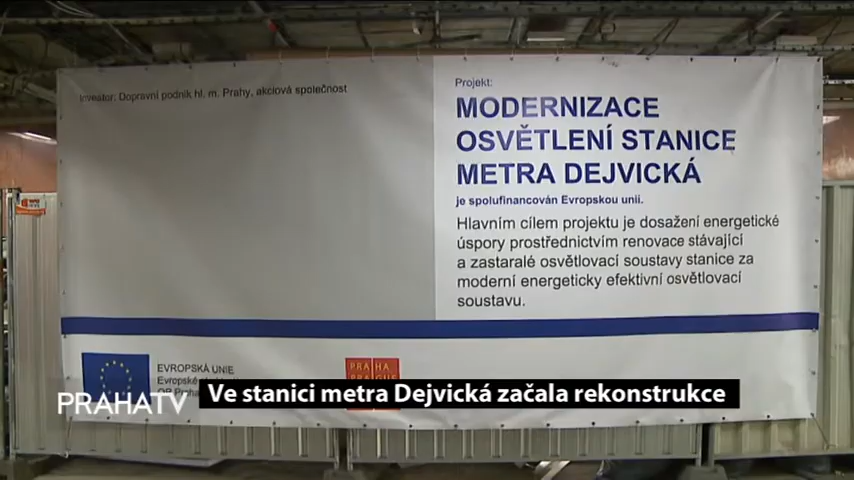 Investor: Dopravní podnik hl. m. Prahy, akciová společnost
Projekt:
MODERNIZACE
OSVĚTLENÍ STANICE
METRA DEJVICKÁ
je spolufinancován Evropskou unií.
Hlavním cílem projektu je dosažení energetické
úspory prostřednictvím renovace stávající
a zastaralé osvětlovací soustavy stanice za
moderní energeticky efektivní osvětlovací
soustavu.
EVROPSKÁ UNIE
PRA HA
PRAHATV
Ve stanici metra Dejvická začala rekonstrukce